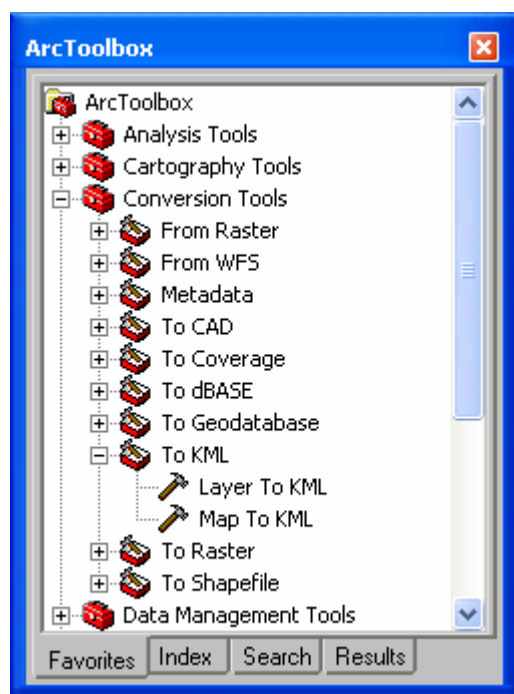 ArcToolbox
ArcToolbox
Analysis Tools
Cartography Tools
Conversion Tools
From Raster
From WFS
Metadata
To CAD
To Coverage
To dBASE
To Geodatabase
To KML
Layer To KML
Map To KML
To Raster
To Shapefile
Data Management Tools
Favorites Index Search Results